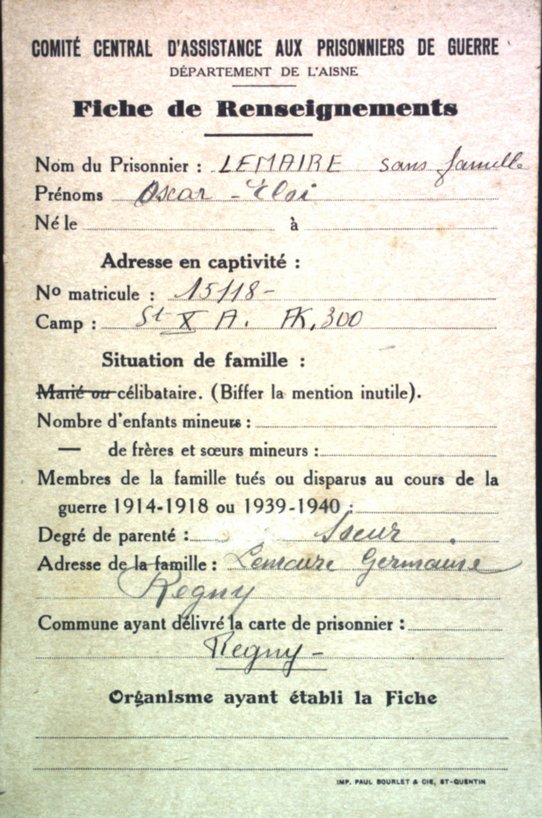 COMITÉ CENTRAL D'ASSISTANCE AUX PRISONNIERS DE GUERRE
DÉPARTEMENT DE L'AISNE
Fiche de Renseignements
Nom du Prisonnier : LEMAIRE sans famille
Prénoms Oscar - Eloi
Né le à
Adresse en captivité :
No matricule : 15118-
Camp : St X A. AK, 300
Situation de famille :
Marié ou célibataire. (Biffer la mention inutile).
Nombre d'enfants mineurs :
— de frères et sœurs mineurs :
Membres de la famille tués ou disparus au cours de la
guerre 1914-1918 ou 1939-1940 :
Degré de parenté : Sœur
Adresse de la famille : Lemaire Germaine
Regny
Commune ayant délivré la carte de prisonnier :
Regny -
Organisme ayant établi la Fiche
IMP. PAUL BOURLET & CIE, ST-QUENTIN